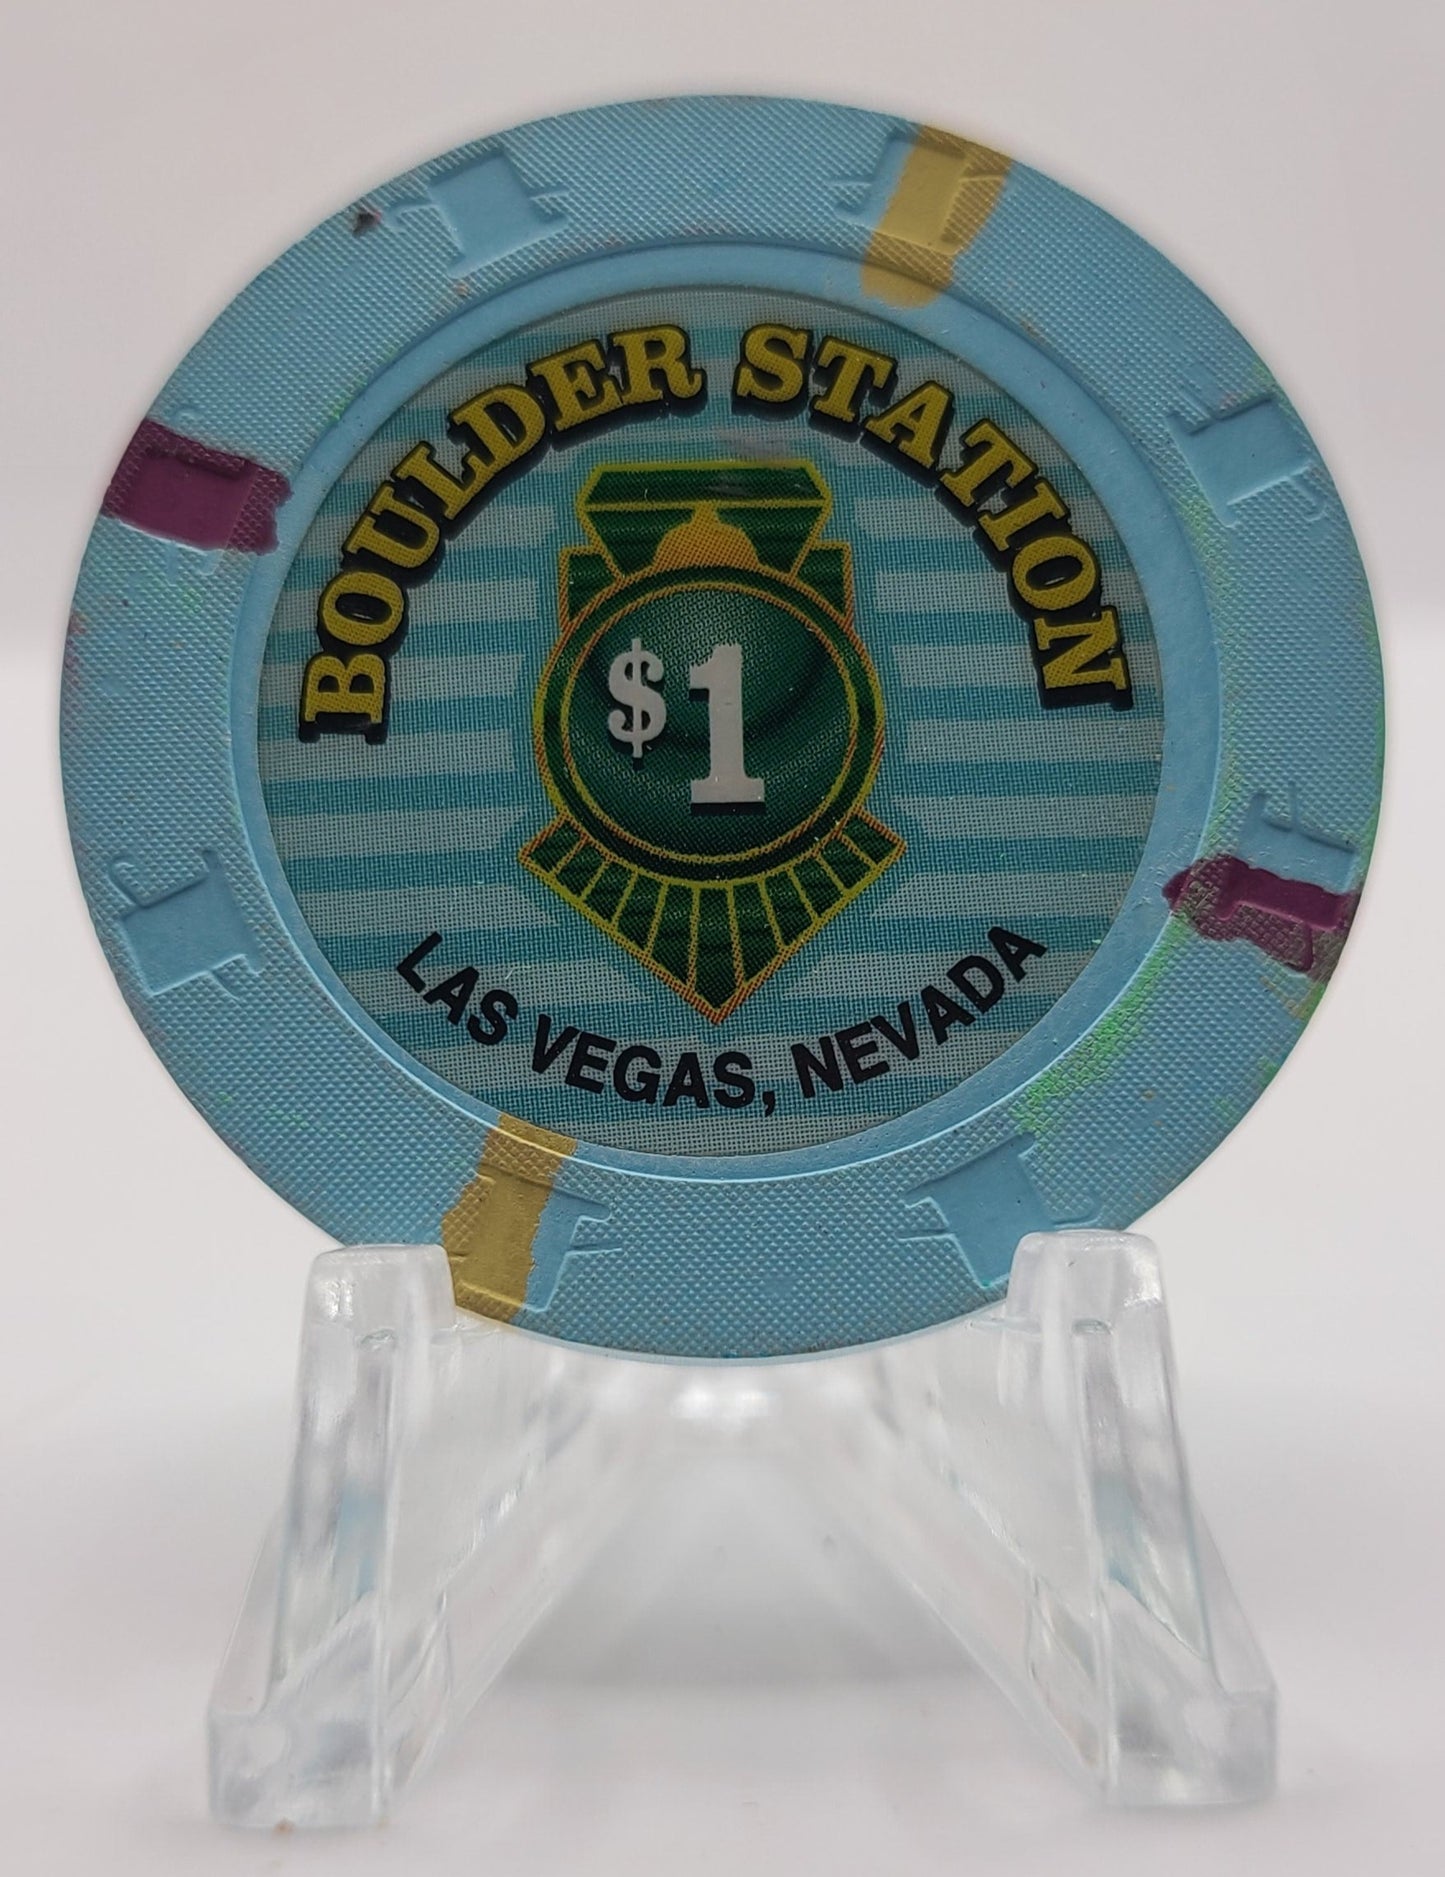 BOULDER STATION
$1
LAS VEGAS, NEVADA